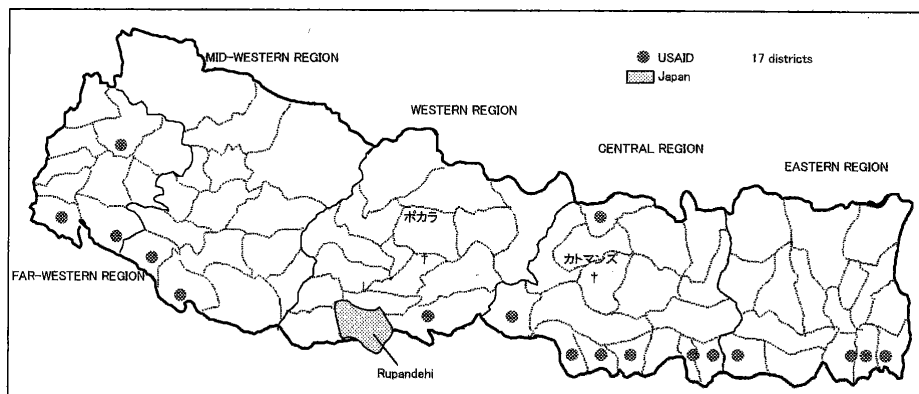 MID-WESTERN REGION
USAID 17 districts
Japan
WESTERN REGION
CENTRAL REGION
EASTERN REGION
ポカラ
カトマンズ
FAR-WESTERN REGION
Rupandehi